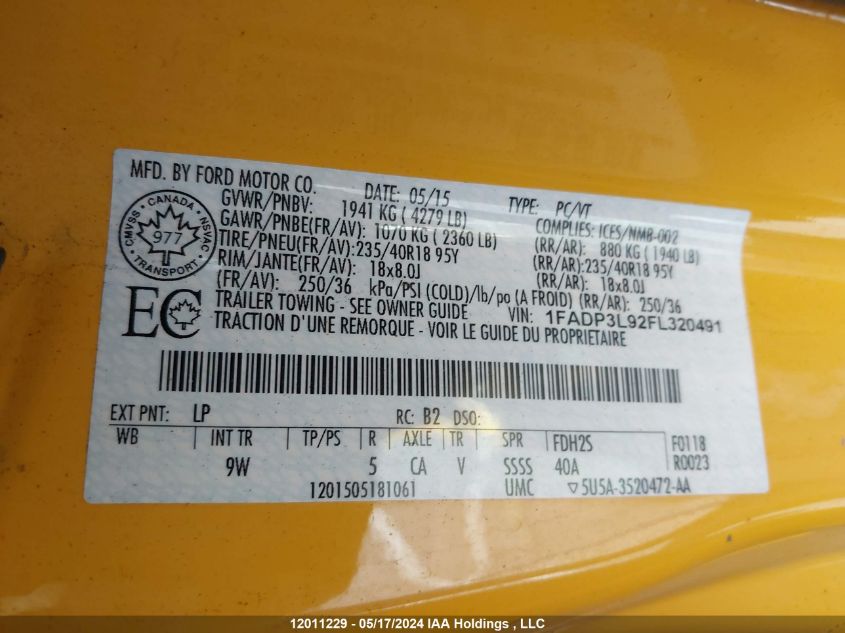 MFD. BY FORD MOTOR CO. DATE: 05/15 TYPE: PC/VT
GVWR/PNBV: 1941 KG ( 4279 LB) COMPLIES: ICES/NMB-002
GAWR/PNBE(FR/AV): 1070 KG ( 2360 LB) (RR/AR): 880 KG ( 1940 LB)
TIRE/PNEU(FR/AV):235/40R18 95Y (RR/AR):235/40R18 95Y
RIM/JANTE(FR/AV): 18x8.0J (RR/AR): 18x8.0J
(FR/AV): 250/36 kPa/PSI (COLD)/lb/po (A FROID) (RR/AR): 250/36
TRAILER TOWING - SEE OWNER GUIDE VIN: 1FADP3L92FL320491
TRACTION D'UNE REMORQUE - VOIR LE GUIDE DU PROPRIETAIRE
CMVSS · CANADA · NSVAC
977
TRANSPORT
EC
EXT PNT: LP RC: B2 DSO:
WB INT TR TP/PS R AXLE TR SPR FDH2S F0118
9W 5 CA V SSSS 40A R0023
1201505181061 UMC ▽5U5A-3520472-AA
12011229 - 05/17/2024 IAA Holdings , LLC